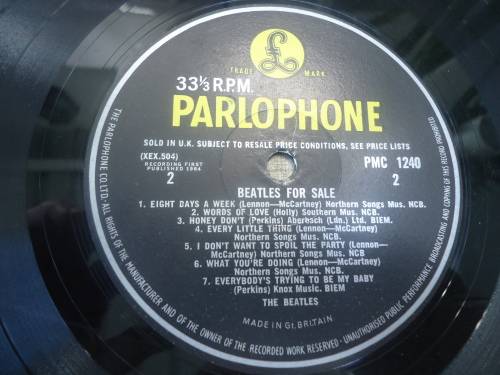 £
TRADE MARK
33⅓ R.P.M.
PARLOPHONE
SOLD IN U.K. SUBJECT TO RESALE PRICE CONDITIONS, SEE PRICE LISTS
(XEX.504)
RECORDING FIRST
PUBLISHED 1964
2
PMC 1240
2
BEATLES FOR SALE
1. EIGHT DAYS A WEEK (Lennon—McCartney) Northern Songs Mus. NCB.
2. WORDS OF LOVE (Holly) Southern Mus. NCB.
3. HONEY DON'T (Perkins) Aberbach (Ldn.) Ltd. BIEM.
4. EVERY LITTLE THING (Lennon—McCartney)
Northern Songs Mus. NCB.
5. I DON'T WANT TO SPOIL THE PARTY (Lennon—
McCartney) Northern Songs Mus. NCB.
6. WHAT YOU'RE DOING (Lennon—McCartney)
Northern Songs Mus. NCB.
7. EVERYBODY'S TRYING TO BE MY BABY
(Perkins) Knox Music. BIEM
THE BEATLES
MADE IN Gt. BRITAIN
THE PARLOPHONE CO. LTD. · ALL RIGHTS OF THE MANUFACTURER AND OF THE OWNER OF THE RECORDED WORK RESERVED · UNAUTHORISED PUBLIC PERFORMANCE, BROADCASTING AND COPYING OF THIS RECORD PROHIBITED